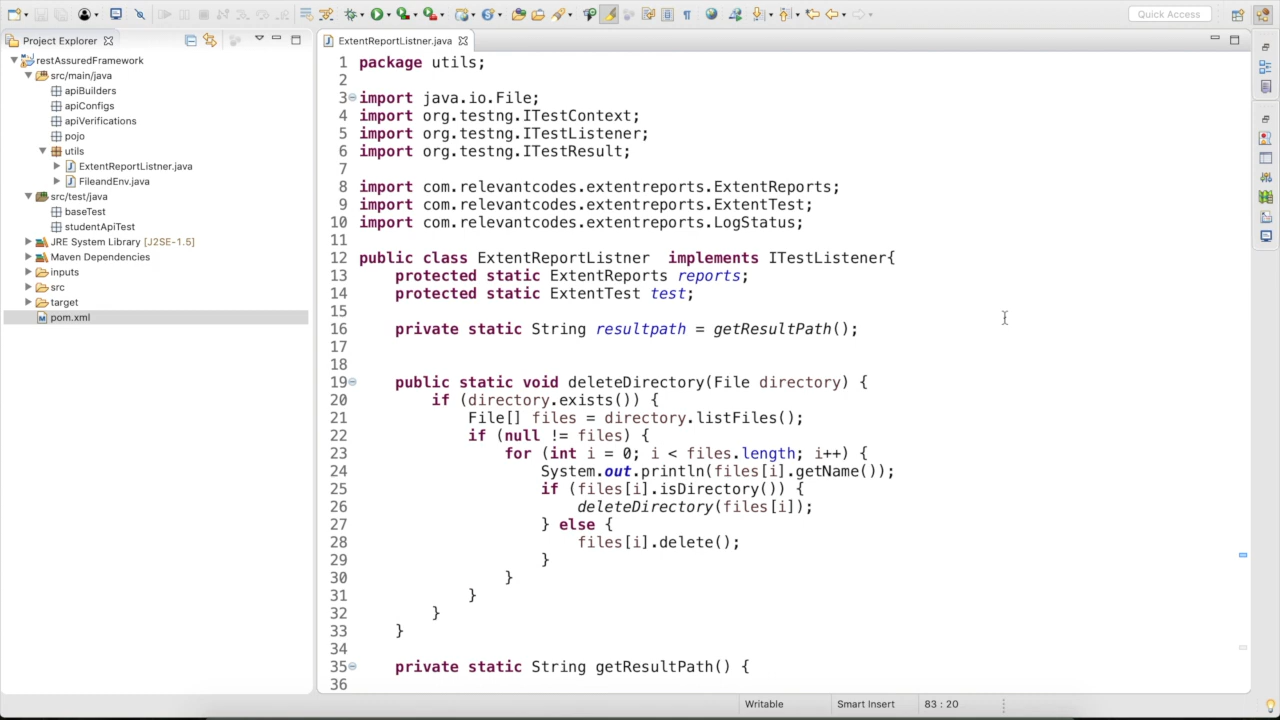 Quick Access
Project Explorer
restAssuredFramework
src/main/java
apiBuilders
apiConfigs
apiVerifications
pojo
utils
ExtentReportListner.java
FileandEnv.java
src/test/java
baseTest
studentApiTest
JRE System Library [J2SE-1.5]
Maven Dependencies
inputs
src
target
pom.xml
ExtentReportListner.java
1 package utils;
2
3 import java.io.File;
4 import org.testng.ITestContext;
5 import org.testng.ITestListener;
6 import org.testng.ITestResult;
7
8 import com.relevantcodes.extentreports.ExtentReports;
9 import com.relevantcodes.extentreports.ExtentTest;
10 import com.relevantcodes.extentreports.LogStatus;
11
12 public class ExtentReportListner  implements ITestListener{
13     protected static ExtentReports reports;
14     protected static ExtentTest test;
15
16     private static String resultpath = getResultPath();
17
18
19     public static void deleteDirectory(File directory) {
20         if (directory.exists()) {
21             File[] files = directory.listFiles();
22             if (null != files) {
23                 for (int i = 0; i < files.length; i++) {
24                     System.out.println(files[i].getName());
25                     if (files[i].isDirectory()) {
26                         deleteDirectory(files[i]);
27                     } else {
28                         files[i].delete();
29                     }
30                 }
31             }
32         }
33     }
34
35     private static String getResultPath() {
36
Writable
Smart Insert
83 : 20